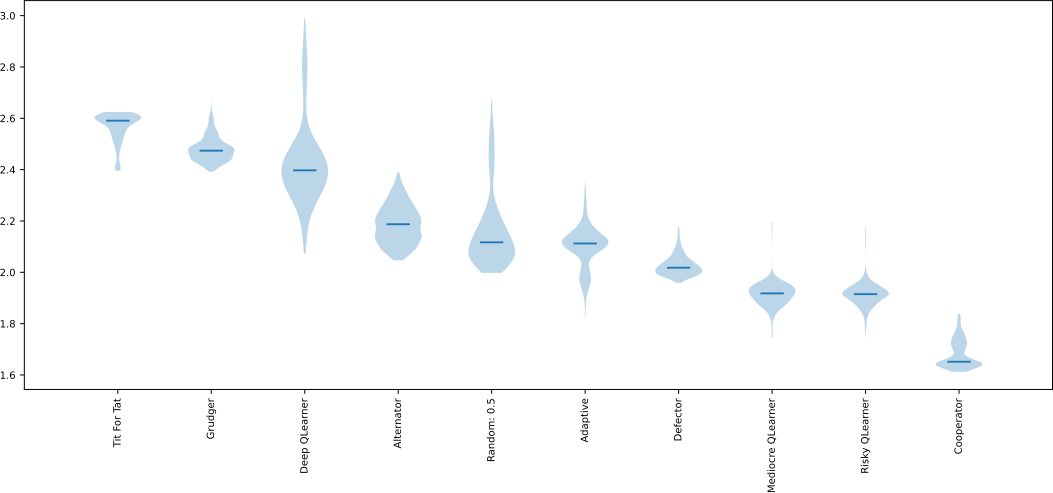 3.0
2.8
2.6
2.4
2.2
2.0
1.8
1.6
Tit For Tat
Grudger
Deep QLearner
Alternator
Random: 0.5
Adaptive
Defector
Mediocre QLearner
Risky QLearner
Cooperator